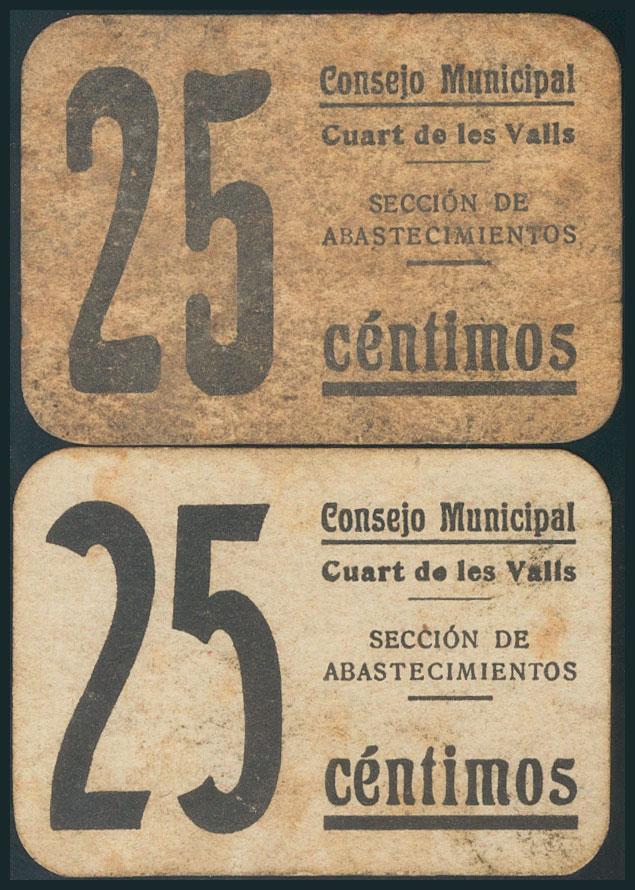 25
Consejo Municipal
Cuart de les Valls
SECCIÓN DE
ABASTECIMIENTOS
céntimos
25
Consejo Municipal
Cuart de les Valls
SECCIÓN DE
ABASTECIMIENTOS
céntimos